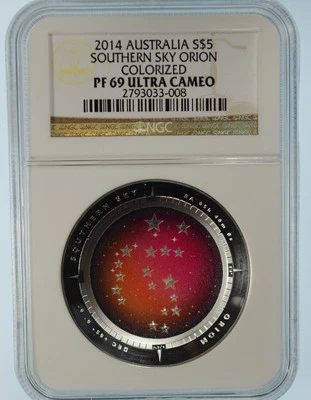 2014 AUSTRALIA S$5
SOUTHERN SKY ORION
COLORIZED
PF 69 ULTRA CAMEO
2793033-008
NGC
SOUTHERN SKY
ORION